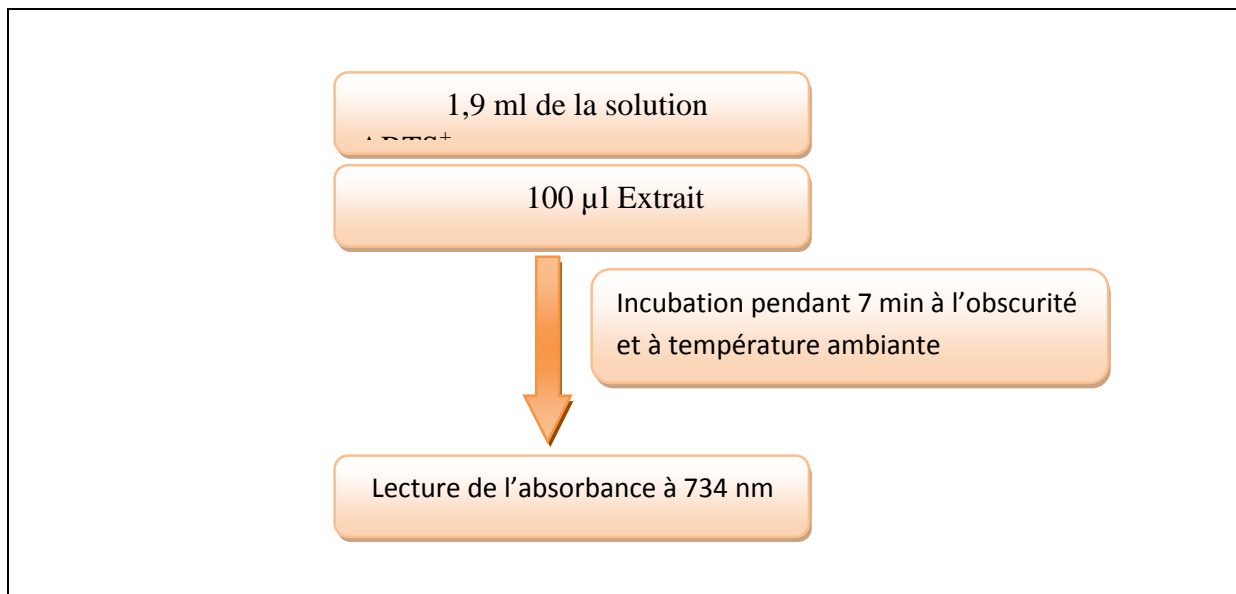 1,9 ml de la solution
100 µl Extrait
Incubation pendant 7 min à l’obscurité
et à température ambiante
Lecture de l’absorbance à 734 nm